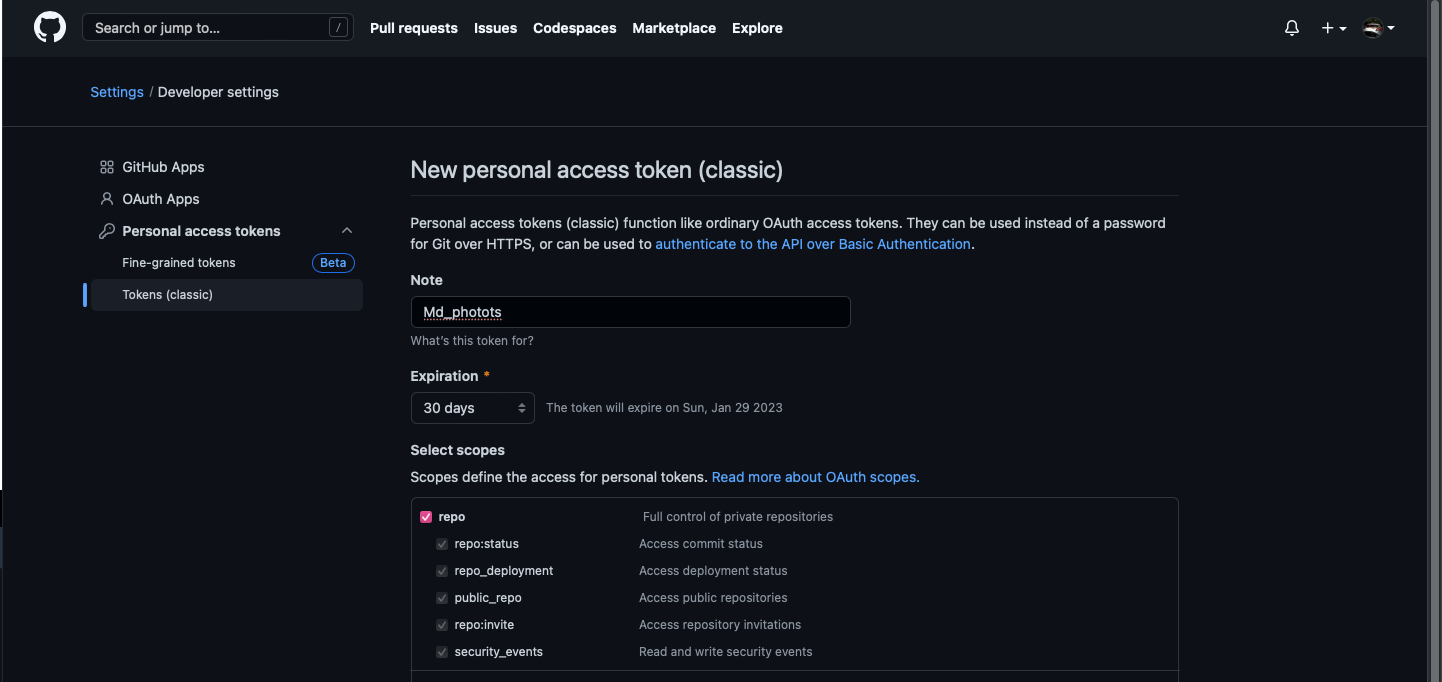 Search or jump to... /
Pull requests Issues Codespaces Marketplace Explore
Settings / Developer settings
GitHub Apps
OAuth Apps
Personal access tokens
Fine-grained tokens Beta
Tokens (classic)
New personal access token (classic)
Personal access tokens (classic) function like ordinary OAuth access tokens. They can be used instead of a password
for Git over HTTPS, or can be used to authenticate to the API over Basic Authentication.
Note
Md_photots
What's this token for?
Expiration *
30 days The token will expire on Sun, Jan 29 2023
Select scopes
Scopes define the access for personal tokens. Read more about OAuth scopes.
repo Full control of private repositories
repo:status Access commit status
repo_deployment Access deployment status
public_repo Access public repositories
repo:invite Access repository invitations
security_events Read and write security events